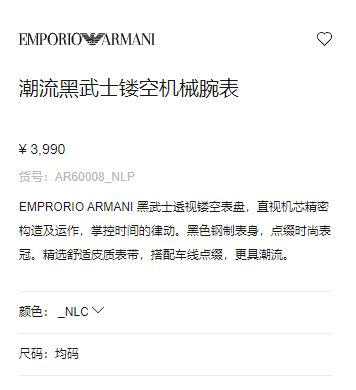 EMPORIO ARMANI
潮流黑武士镂空机械腕表
¥ 3,990
货号：AR60008_NLP
EMPRORIO ARMANI 黑武士透视镂空表盘，直视机芯精密
构造及运作，掌控时间的律动。黑色钢制表身，点缀时尚表
冠。精选舒适皮质表带，搭配车线点缀，更具潮流。
颜色： _NLC
尺码：均码